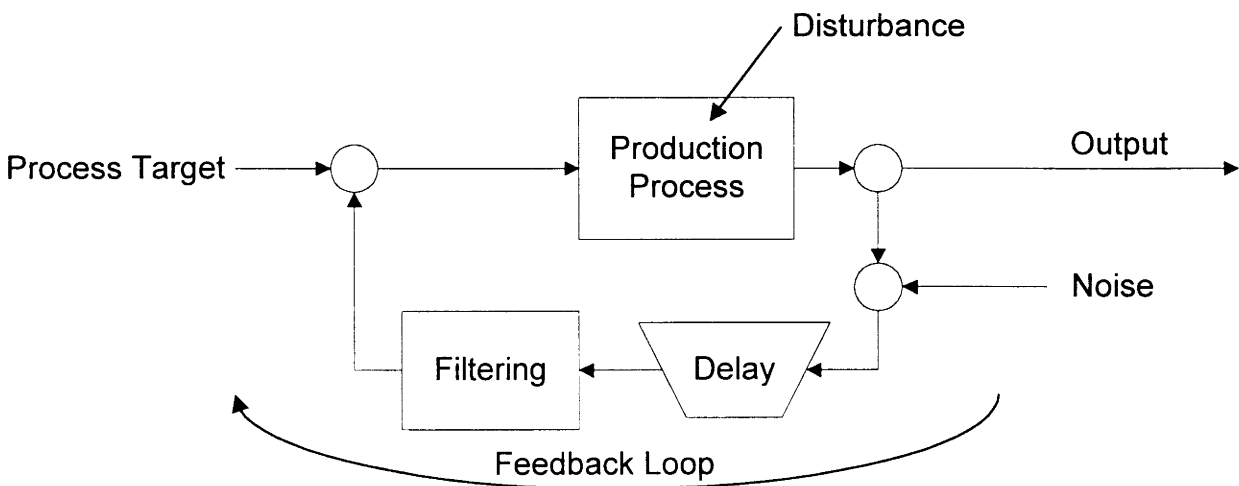 Disturbance
Process Target
Production
Process
Output
Noise
Filtering
Delay
Feedback Loop